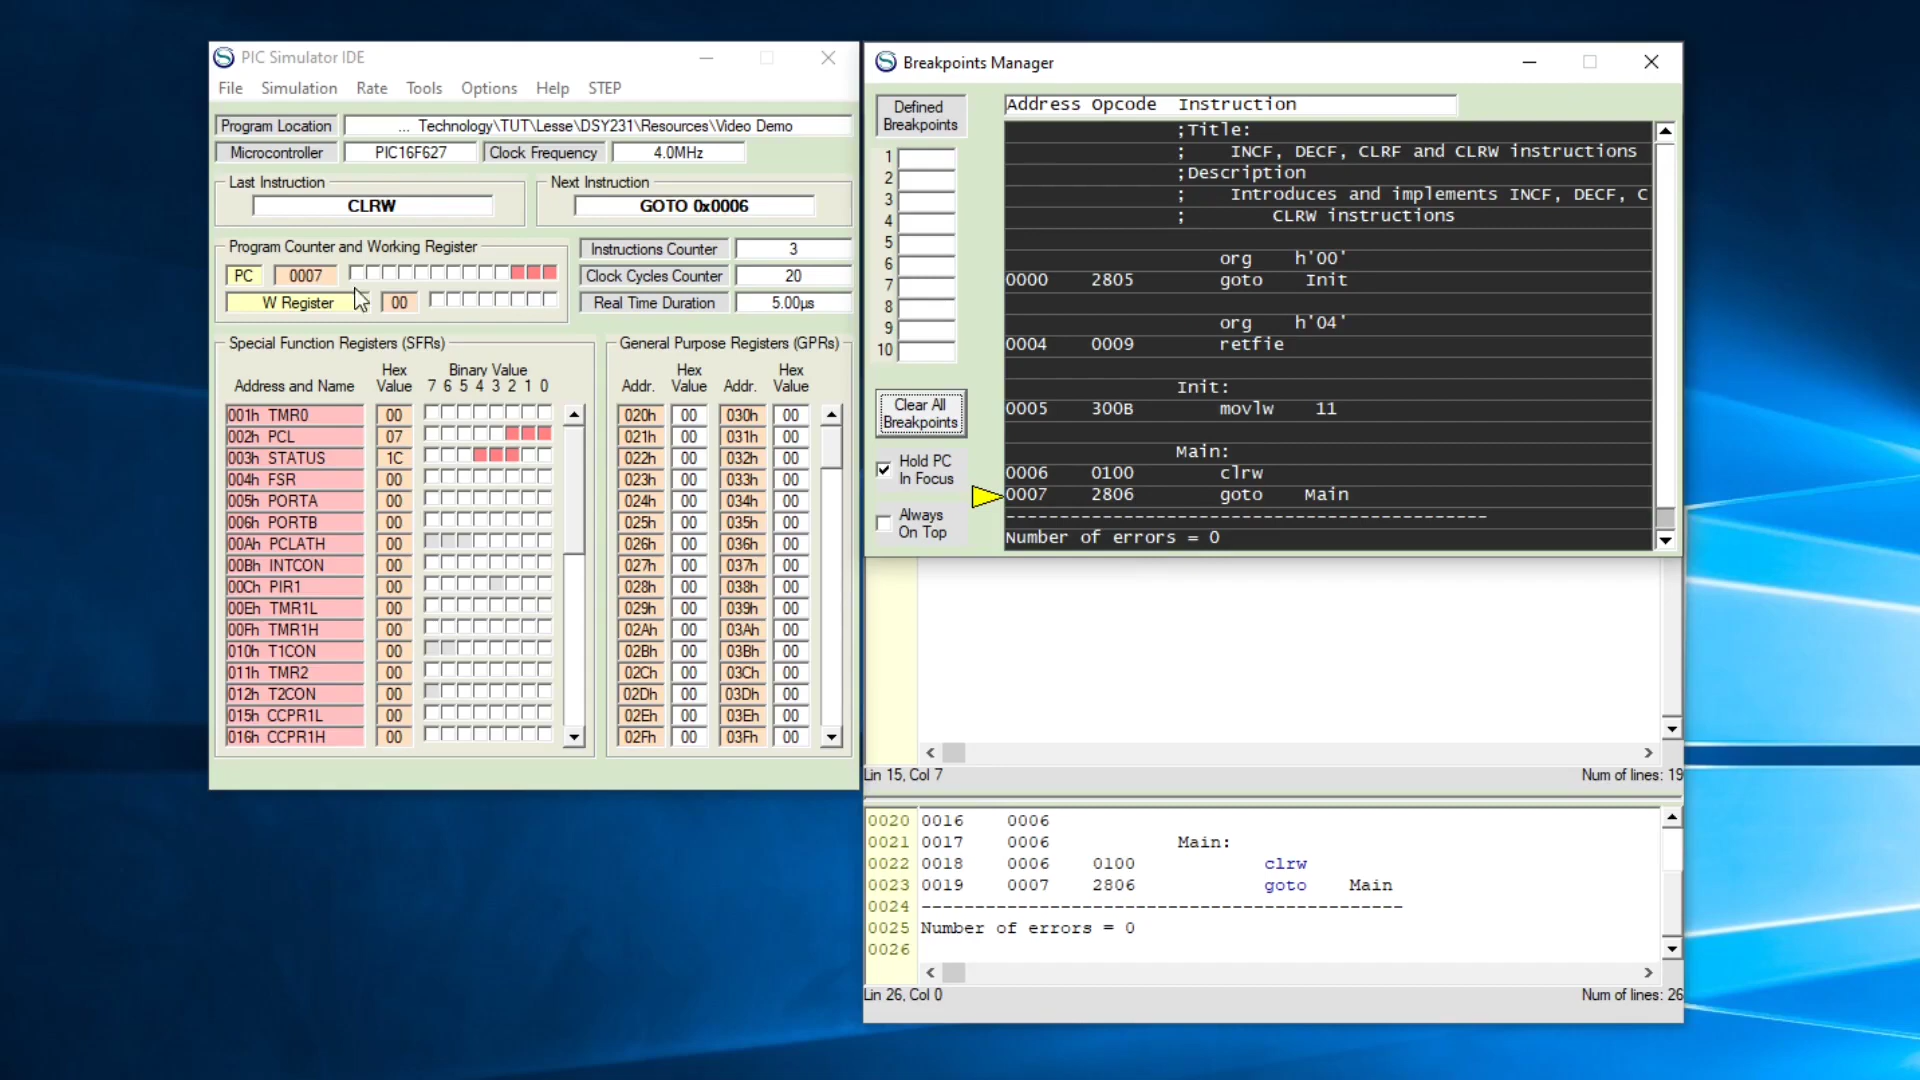 PIC Simulator IDE
File Simulation Rate Tools Options Help STEP
Program Location ... Technology\TUT\Lesse\DSY231\Resources\Video Demo
Microcontroller PIC16F627 Clock Frequency 4.0MHz
Last Instruction Next Instruction
CLRW GOTO 0x0006
Program Counter and Working Register
PC 0007
W Register 00
Instructions Counter 3
Clock Cycles Counter 20
Real Time Duration 5.00µs
Special Function Registers (SFRs)
Address and Name Hex Value Binary Value
7 6 5 4 3 2 1 0
001h TMR0 00
002h PCL 07
003h STATUS 1C
004h FSR 00
005h PORTA 00
006h PORTB 00
00Ah PCLATH 00
00Bh INTCON 00
00Ch PIR1 00
00Eh TMR1L 00
00Fh TMR1H 00
010h T1CON 00
011h TMR2 00
012h T2CON 00
015h CCPR1L 00
016h CCPR1H 00
General Purpose Registers (GPRs)
Addr. Hex Value Addr. Hex Value
020h 00 030h 00
021h 00 031h 00
022h 00 032h 00
023h 00 033h 00
024h 00 034h 00
025h 00 035h 00
026h 00 036h 00
027h 00 037h 00
028h 00 038h 00
029h 00 039h 00
02Ah 00 03Ah 00
02Bh 00 03Bh 00
02Ch 00 03Ch 00
02Dh 00 03Dh 00
02Eh 00 03Eh 00
02Fh 00 03Fh 00
Breakpoints Manager
Defined
Breakpoints
1
2
3
4
5
6
7
8
9
10
Clear All
Breakpoints
Hold PC
In Focus
Always
On Top
Address Opcode Instruction
;Title:
; INCF, DECF, CLRF and CLRW instructions
;Description
; Introduces and implements INCF, DECF, C
; CLRW instructions
org h'00'
0000 2805 goto Init
org h'04'
0004 0009 retfie
Init:
0005 300B movlw 11
Main:
0006 0100 clrw
0007 2806 goto Main
--------------------------------------------
Number of errors = 0
Lin 15, Col 7 Num of lines: 19
0020 0016 0006
0021 0017 0006 Main:
0022 0018 0006 0100 clrw
0023 0019 0007 2806 goto Main
0024 --------------------------------------------
0025 Number of errors = 0
0026
Lin 26, Col 0 Num of lines: 26